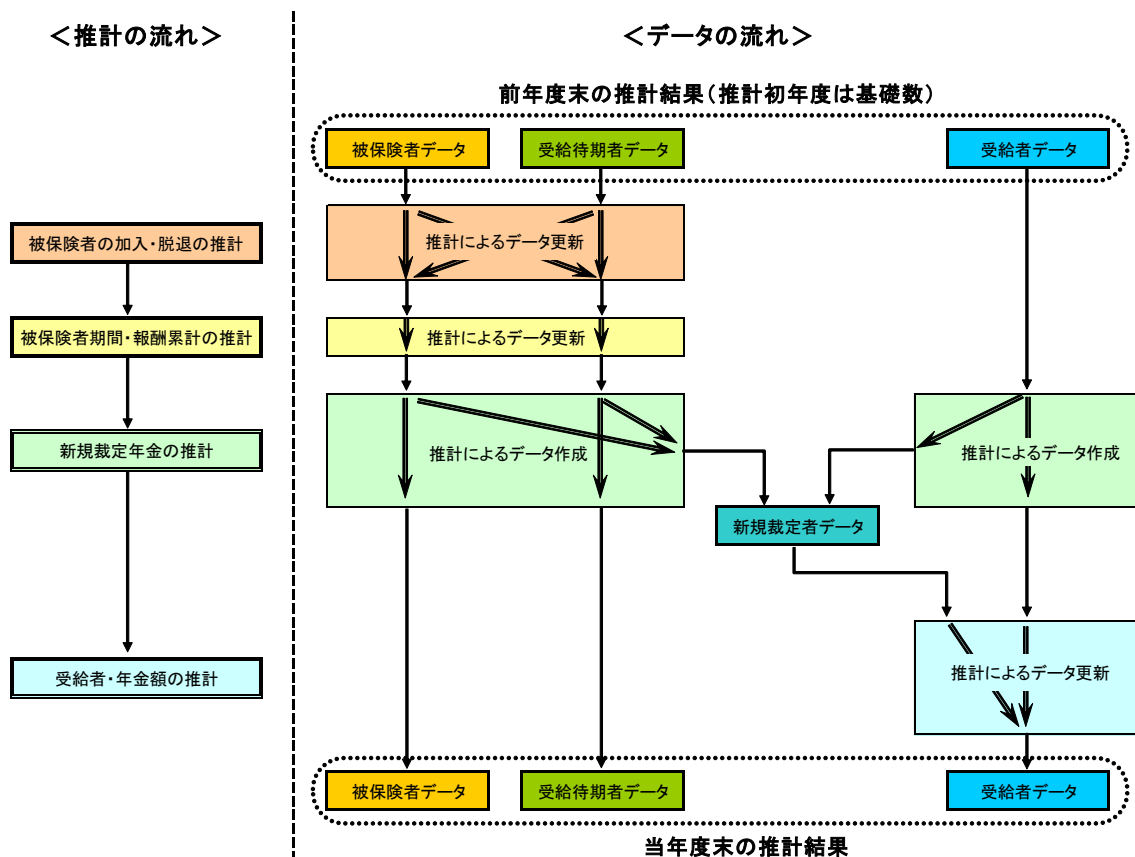 ＜推計の流れ＞
＜データの流れ＞
前年度末の推計結果（推計初年度は基礎数）
被保険者データ
受給待期者データ
受給者データ
被保険者の加入・脱退の推計
推計によるデータ更新
被保険者期間・報酬累計の推計
推計によるデータ更新
新規裁定年金の推計
推計によるデータ作成
推計によるデータ作成
新規裁定者データ
受給者・年金額の推計
推計によるデータ更新
被保険者データ
受給待期者データ
受給者データ
当年度末の推計結果